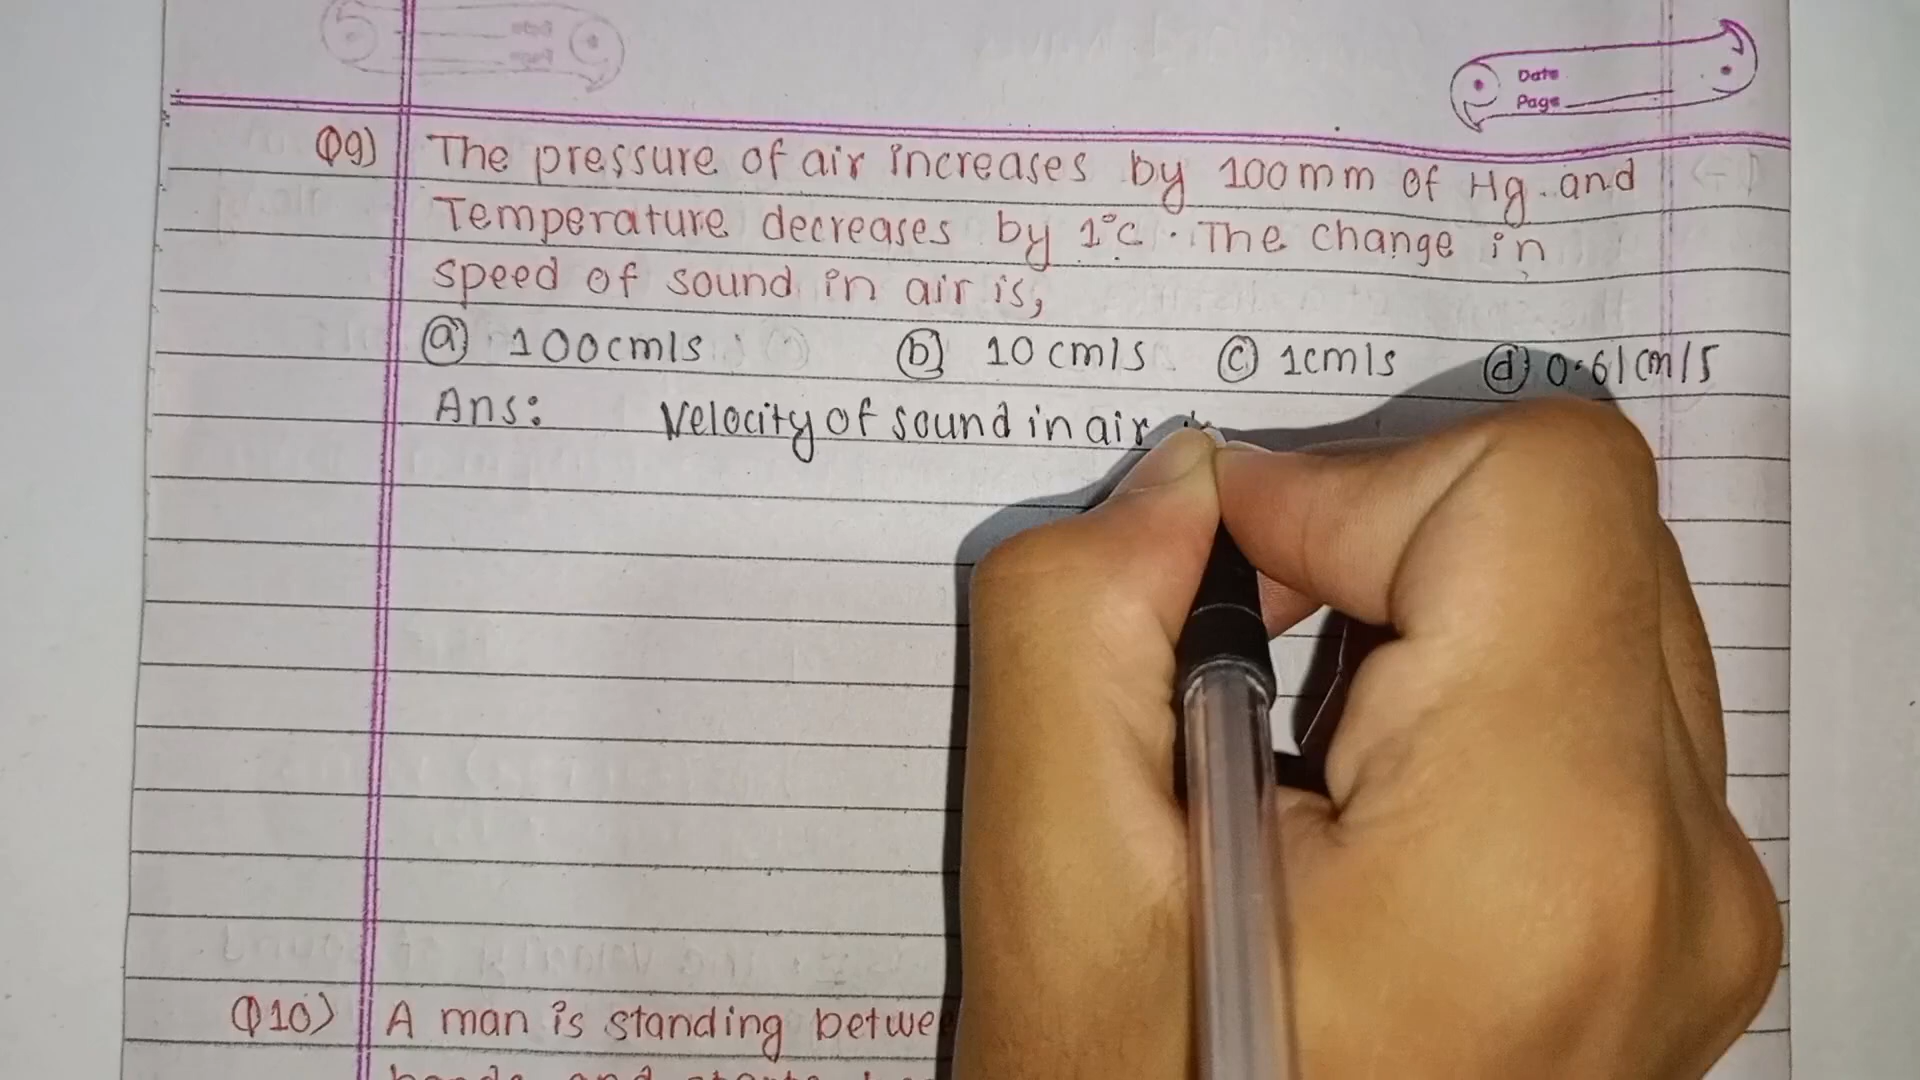 Date
Page
Q9) The pressure of air increases by 100mm of Hg. and
Temperature decreases by 1°c. The change in
speed of sound in air is,
(a) 100cm/s (b) 10 cm/s (c) 1cm/s (d) 0.61cm/s
Ans: Velocity of sound in air
Q10) A man is standing